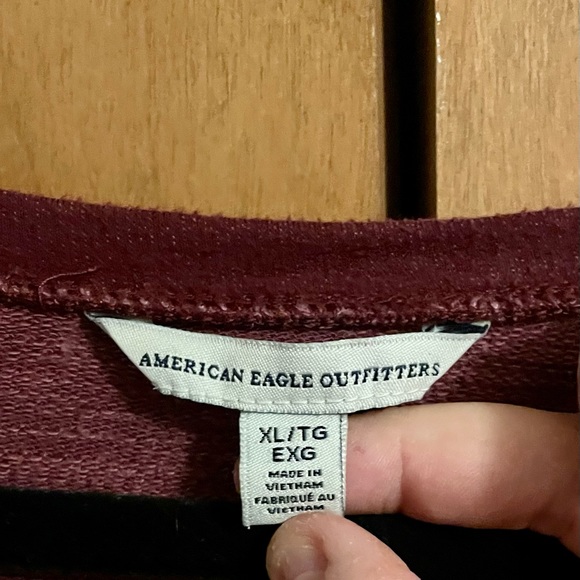 AMERICAN EAGLE OUTFITTERS
XL/TG
EXG
MADE IN
VIETNAM
FABRIQUÉ AU
VIETNAM